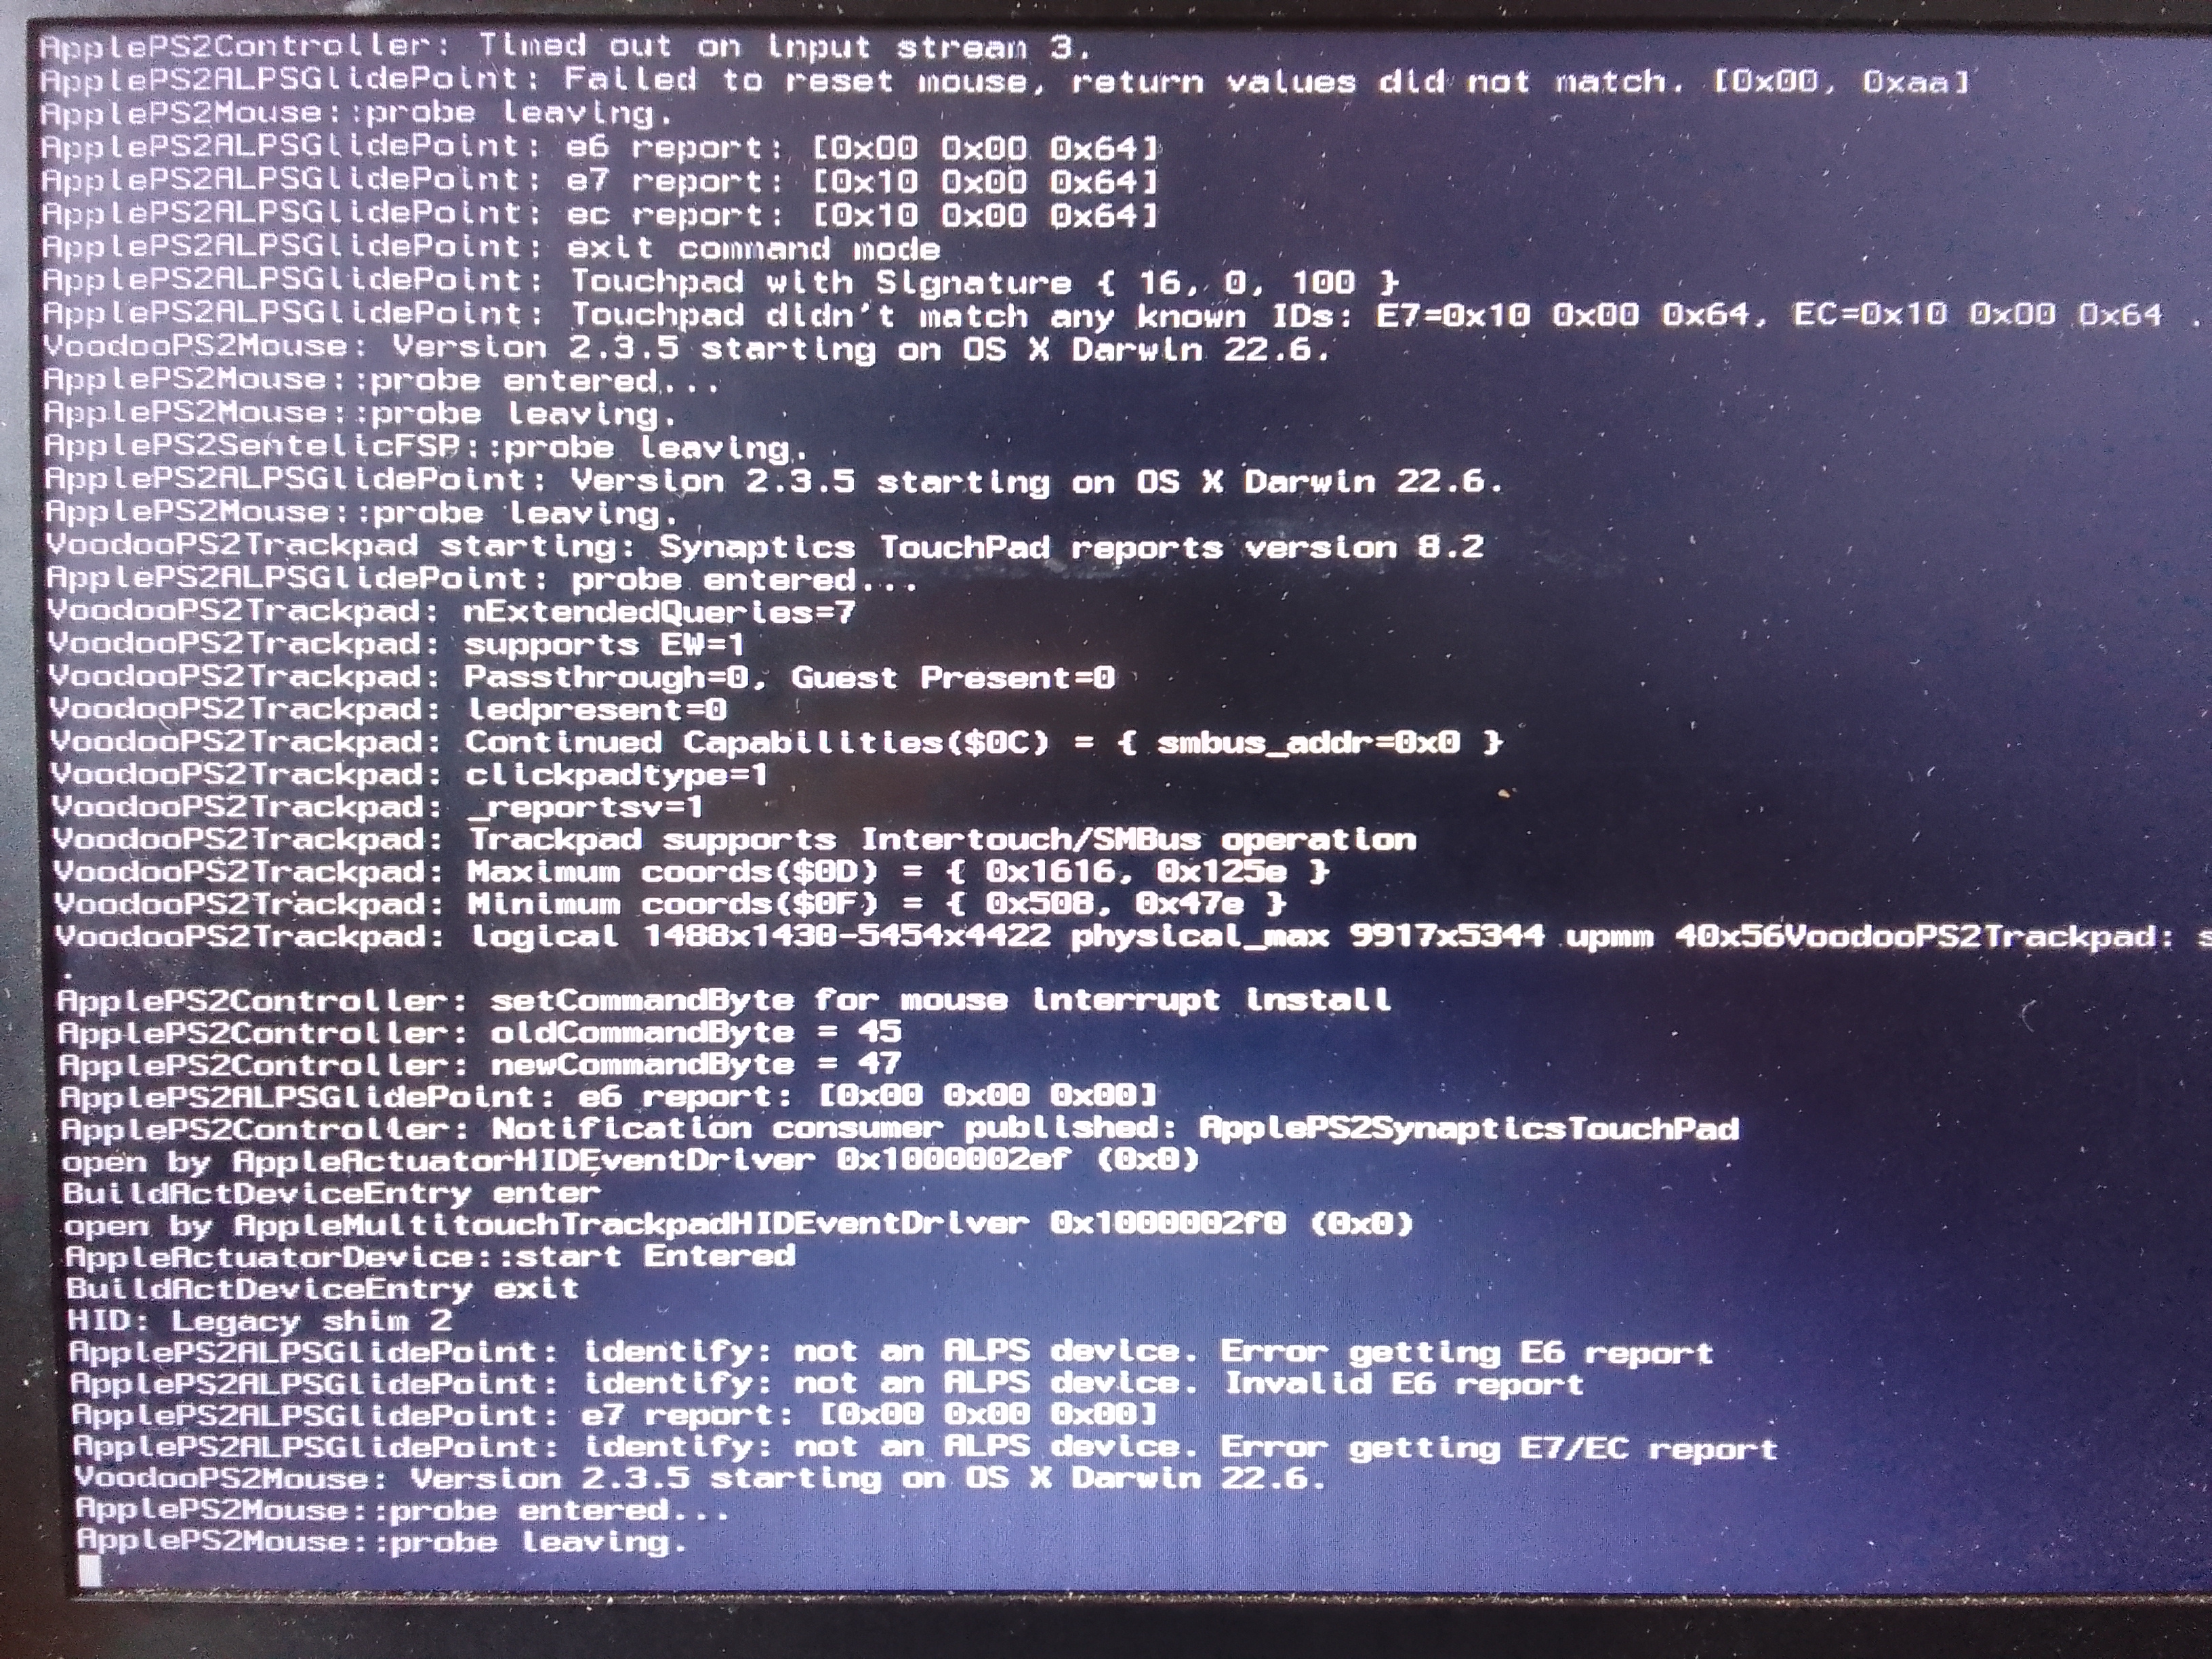 ApplePS2Controller: Timed out on input stream 3.
ApplePS2ALPSGlidePoint: Failed to reset mouse, return values did not match. [0x00, 0xaa]
ApplePS2Mouse::probe leaving.
ApplePS2ALPSGlidePoint: e6 report: [0x00 0x00 0x64]
ApplePS2ALPSGlidePoint: e7 report: [0x10 0x00 0x64]
ApplePS2ALPSGlidePoint: ec report: [0x10 0x00 0x64]
ApplePS2ALPSGlidePoint: exit command mode
ApplePS2ALPSGlidePoint: Touchpad with Signature { 16, 0, 100 }
ApplePS2ALPSGlidePoint: Touchpad didn't match any known IDs: E7=0x10 0x00 0x64, EC=0x10 0x00 0x64 .
VoodooPS2Mouse: Version 2.3.5 starting on OS X Darwin 22.6.
ApplePS2Mouse::probe entered...
ApplePS2Mouse::probe leaving.
ApplePS2SentelicFSP::probe leaving.
ApplePS2ALPSGlidePoint: Version 2.3.5 starting on OS X Darwin 22.6.
ApplePS2Mouse::probe leaving.
VoodooPS2Trackpad starting: Synaptics TouchPad reports version 8.2
ApplePS2ALPSGlidePoint: probe entered...
VoodooPS2Trackpad: nExtendedQueries=7
VoodooPS2Trackpad: supports EW=1
VoodooPS2Trackpad: Passthrough=0, Guest Present=0
VoodooPS2Trackpad: ledpresent=0
VoodooPS2Trackpad: Continued Capabilities($0C) = { smbus_addr=0x0 }
VoodooPS2Trackpad: clickpadtype=1
VoodooPS2Trackpad: _reportsv=1
VoodooPS2Trackpad: Trackpad supports Intertouch/SMBus operation
VoodooPS2Trackpad: Maximum coords($0D) = { 0x1616, 0x125e }
VoodooPS2Trackpad: Minimum coords($0F) = { 0x508, 0x47e }
VoodooPS2Trackpad: logical 1488x1430-5454x4422 physical_max 9917x5344 upmm 40x56VoodooPS2Trackpad: s
.
ApplePS2Controller: setCommandByte for mouse interrupt install
ApplePS2Controller: oldCommandByte = 45
ApplePS2Controller: newCommandByte = 47
ApplePS2ALPSGlidePoint: e6 report: [0x00 0x00 0x00]
ApplePS2Controller: Notification consumer published: ApplePS2SynapticsTouchPad
open by AppleActuatorHIDEventDriver 0x1000002ef (0x0)
BuildActDeviceEntry enter
open by AppleMultitouchTrackpadHIDEventDriver 0x1000002f0 (0x0)
AppleActuatorDevice::start Entered
BuildActDeviceEntry exit
HID: Legacy shim 2
ApplePS2ALPSGlidePoint: identify: not an ALPS device. Error getting E6 report
ApplePS2ALPSGlidePoint: identify: not an ALPS device. Invalid E6 report
ApplePS2ALPSGlidePoint: e7 report: [0x00 0x00 0x00]
ApplePS2ALPSGlidePoint: identify: not an ALPS device. Error getting E7/EC report
VoodooPS2Mouse: Version 2.3.5 starting on OS X Darwin 22.6.
ApplePS2Mouse::probe entered...
ApplePS2Mouse::probe leaving.